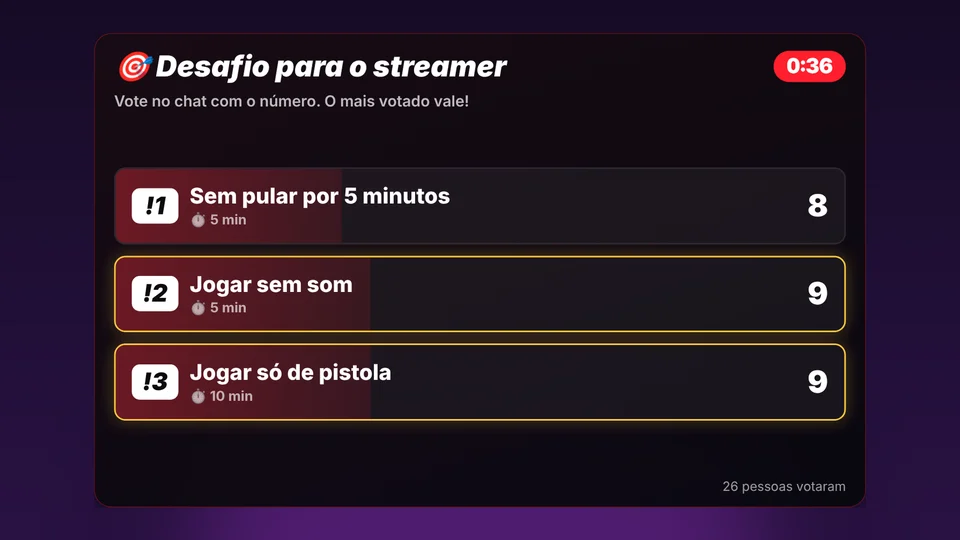 🎯 Desafio para o streamer
0:36
Vote no chat com o número. O mais votado vale!
!1
Sem pular por 5 minutos
⏱ 5 min
8
!2
Jogar sem som
⏱ 5 min
9
!3
Jogar só de pistola
⏱ 10 min
9
26 pessoas votaram